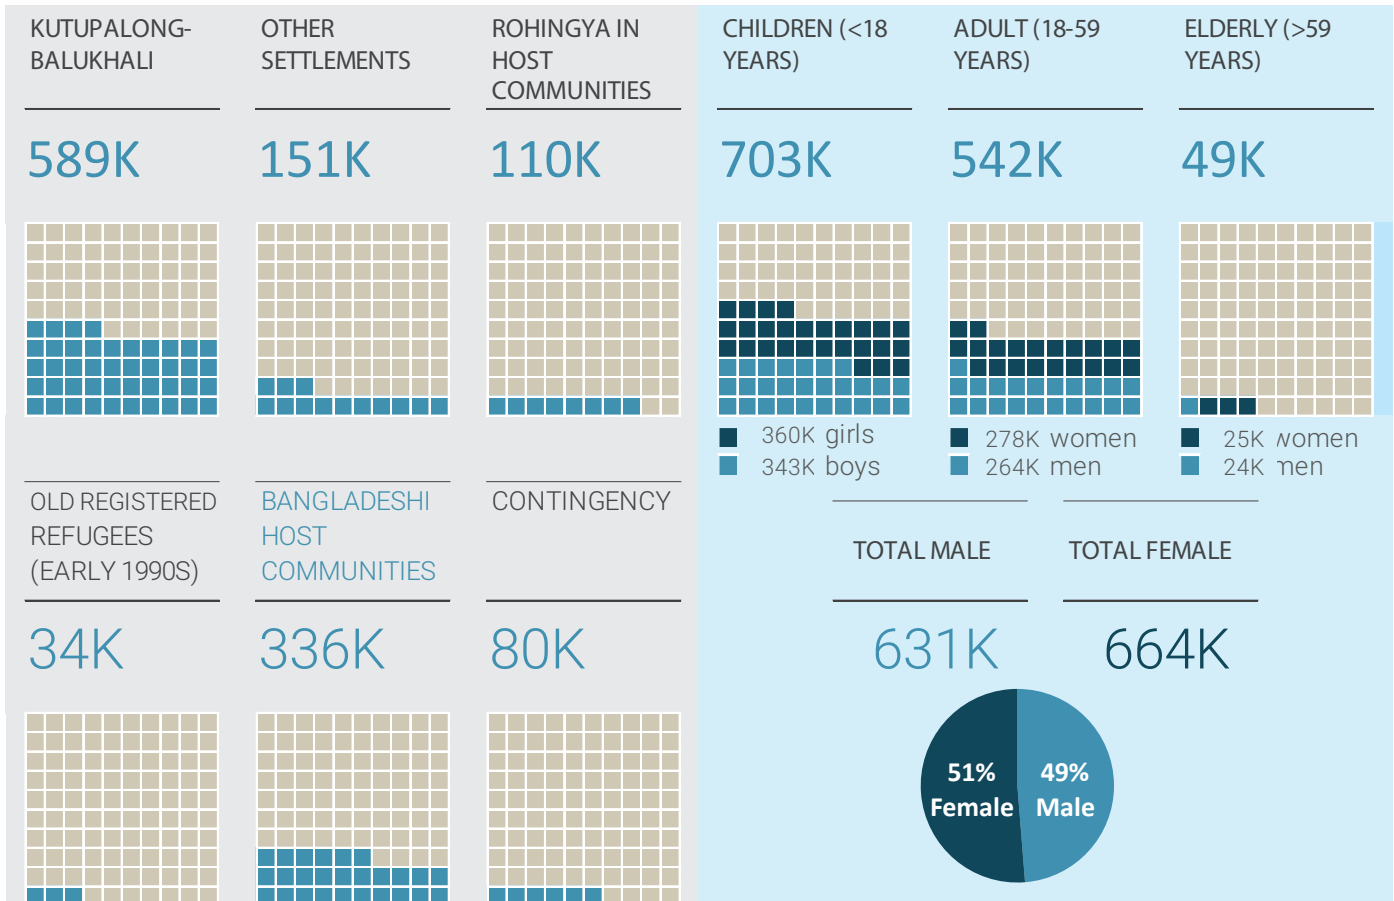 KUTUPALONG-
BALUKHALI
589K
OTHER
SETTLEMENTS
151K
ROHINGYA IN
HOST
COMMUNITIES
110K
CHILDREN (<18
YEARS)
703K
360K girls
343K boys
ADULT (18-59
YEARS)
542K
278K women
264K men
ELDERLY (>59
YEARS)
49K
25K women
24K men
OLD REGISTERED
REFUGEES
(EARLY 1990S)
34K
BANGLADESHI
HOST
COMMUNITIES
336K
CONTINGENCY
80K
TOTAL MALE
631K
TOTAL FEMALE
664K
51%
Female
49%
Male